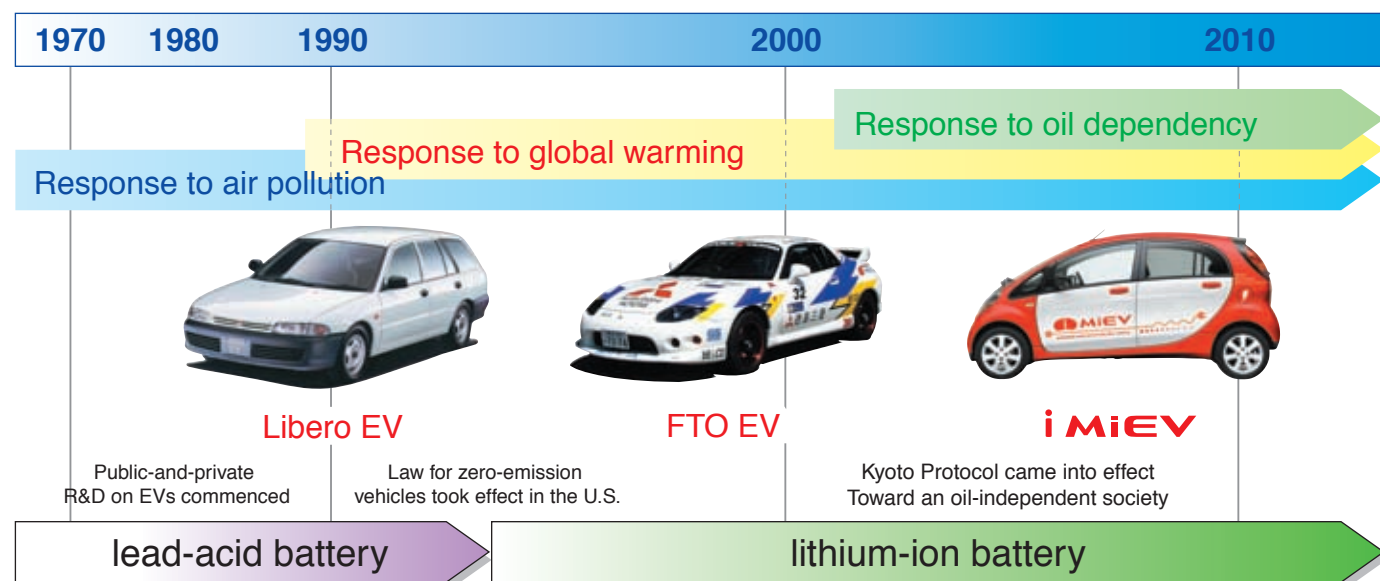 1970 1980 1990 2000 2010
Response to oil dependency
Response to global warming
Response to air pollution
32
MiEV
Libero EV
FTO EV
i MiEV
Public-and-private
R&D on EVs commenced
Law for zero-emission
vehicles took effect in the U.S.
Kyoto Protocol came into effect
Toward an oil-independent society
lead-acid battery
lithium-ion battery